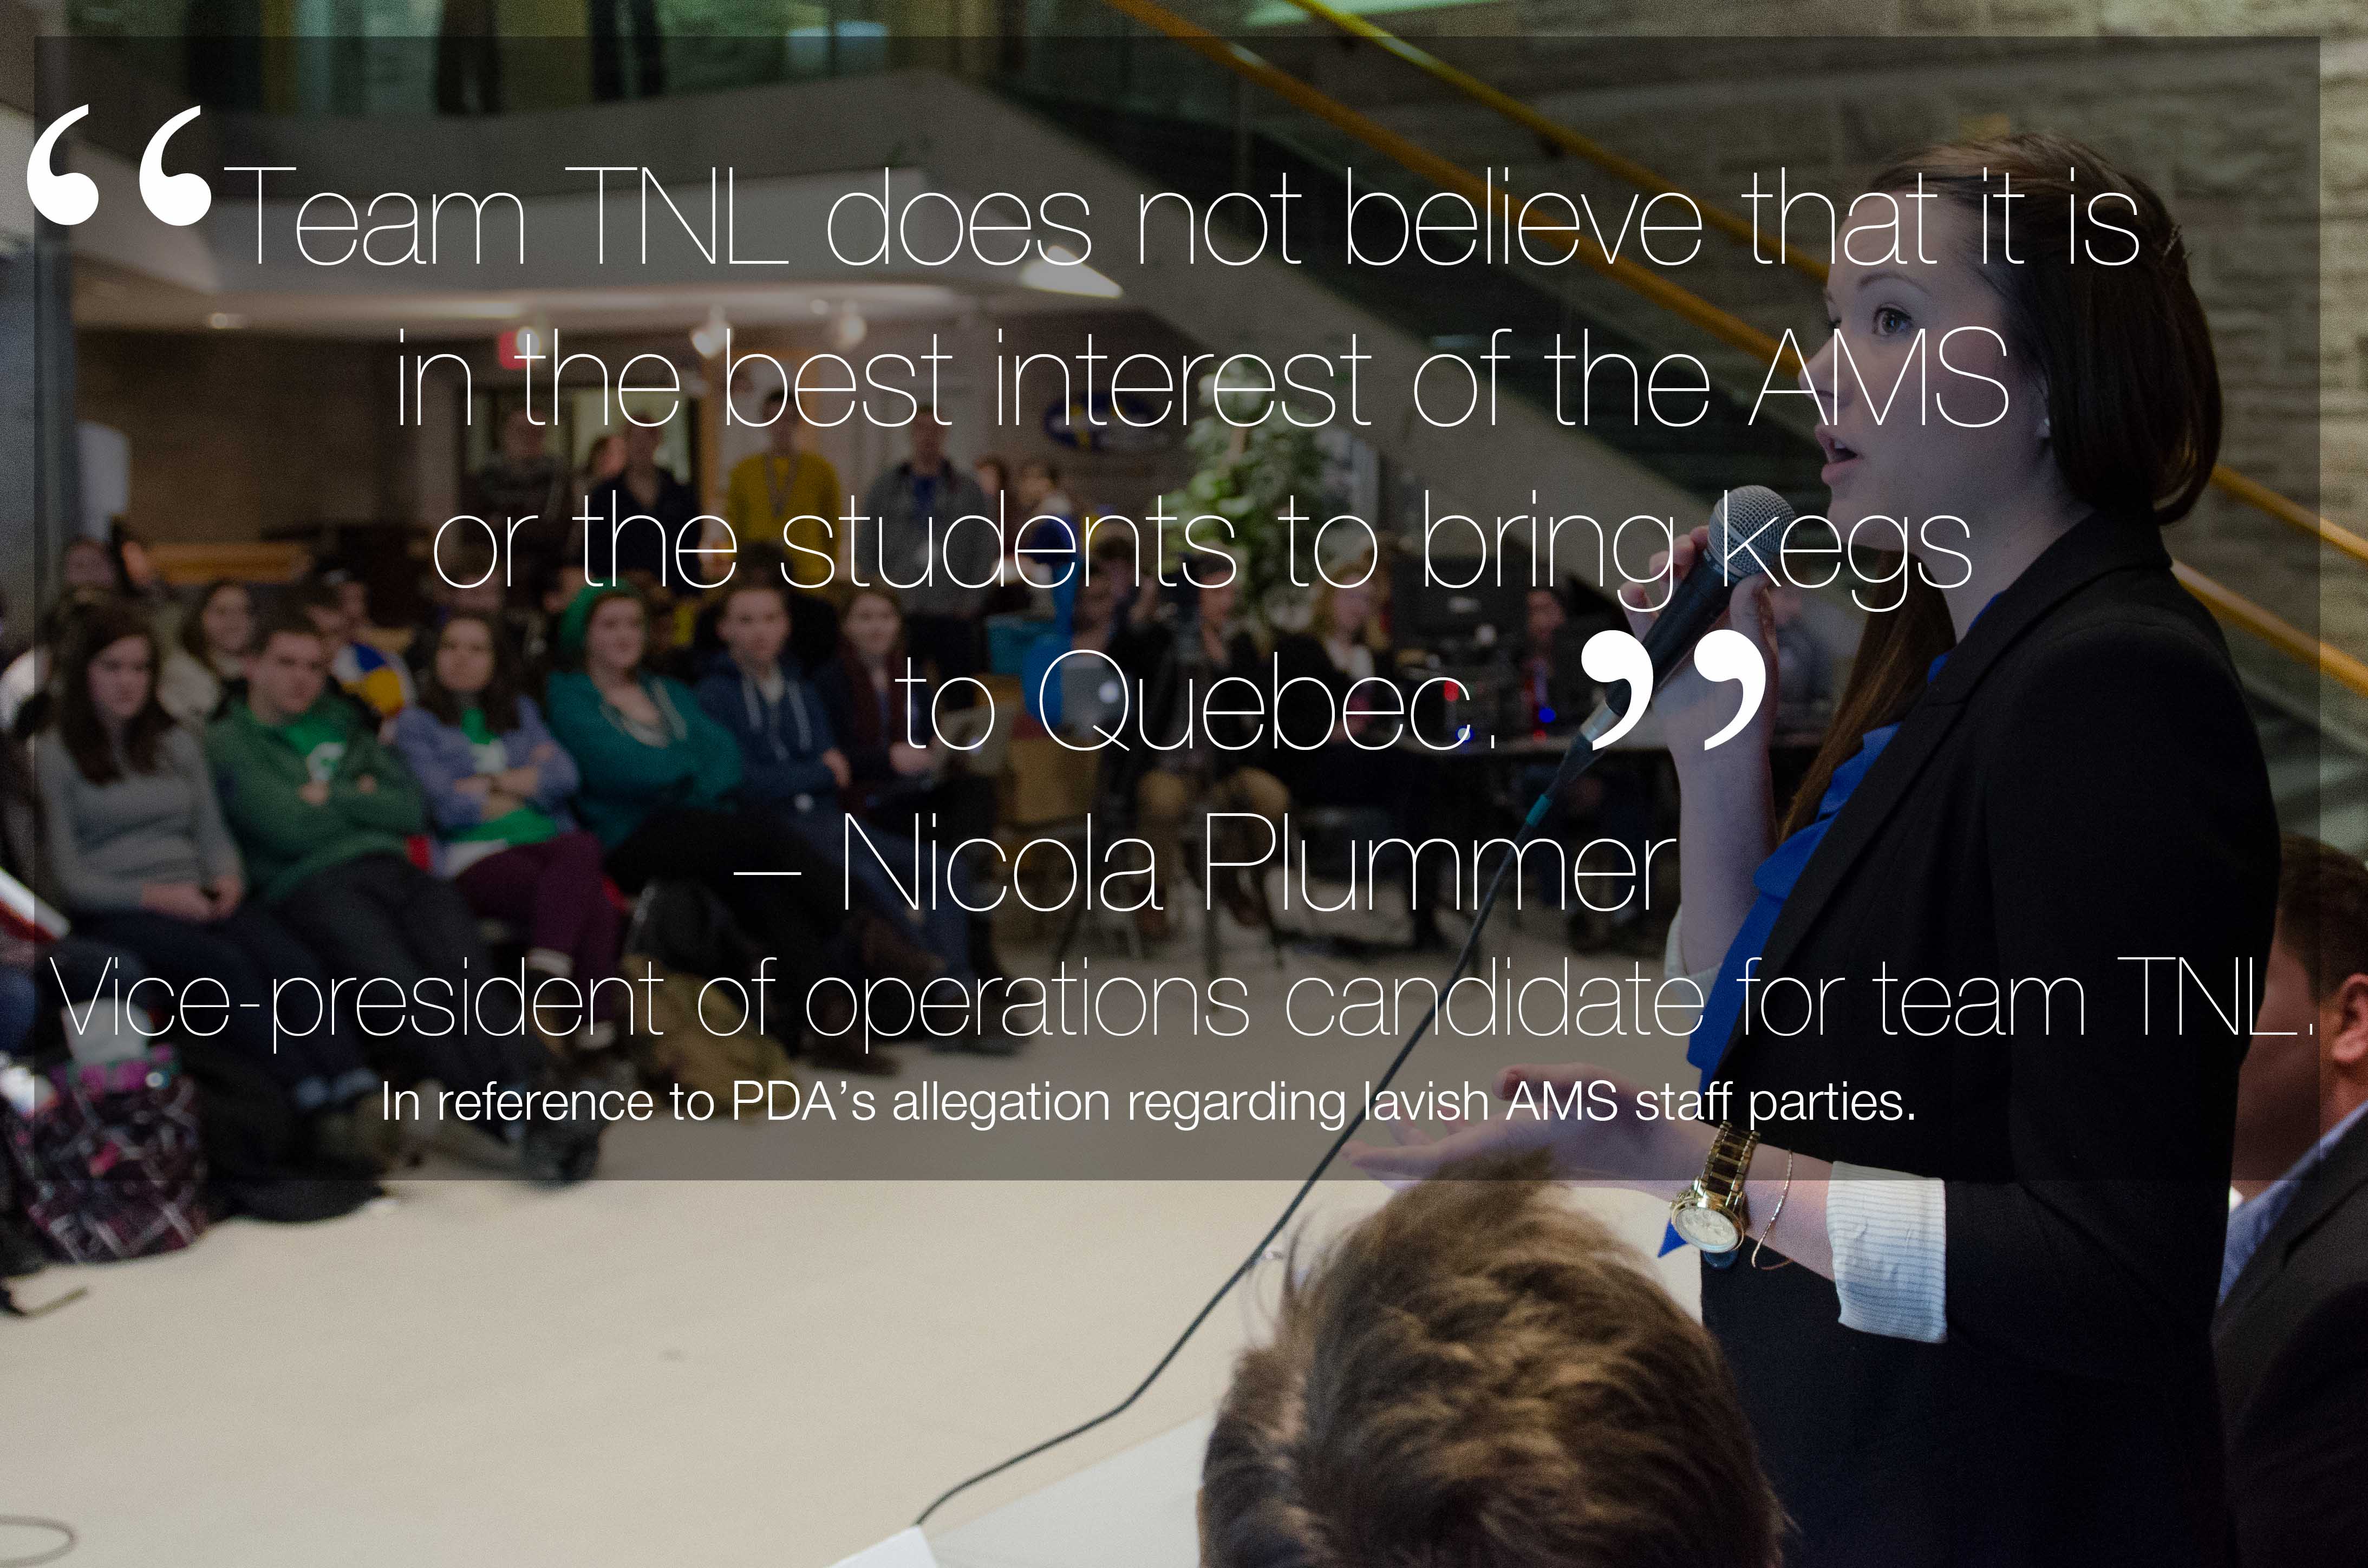 “Team TNL does not believe that it is
in the best interest of the AMS
or the students to bring kegs
to Quebec.”
– Nicola Plummer
Vice-president of operations candidate for team TNL.
In reference to PDA’s allegation regarding lavish AMS staff parties.